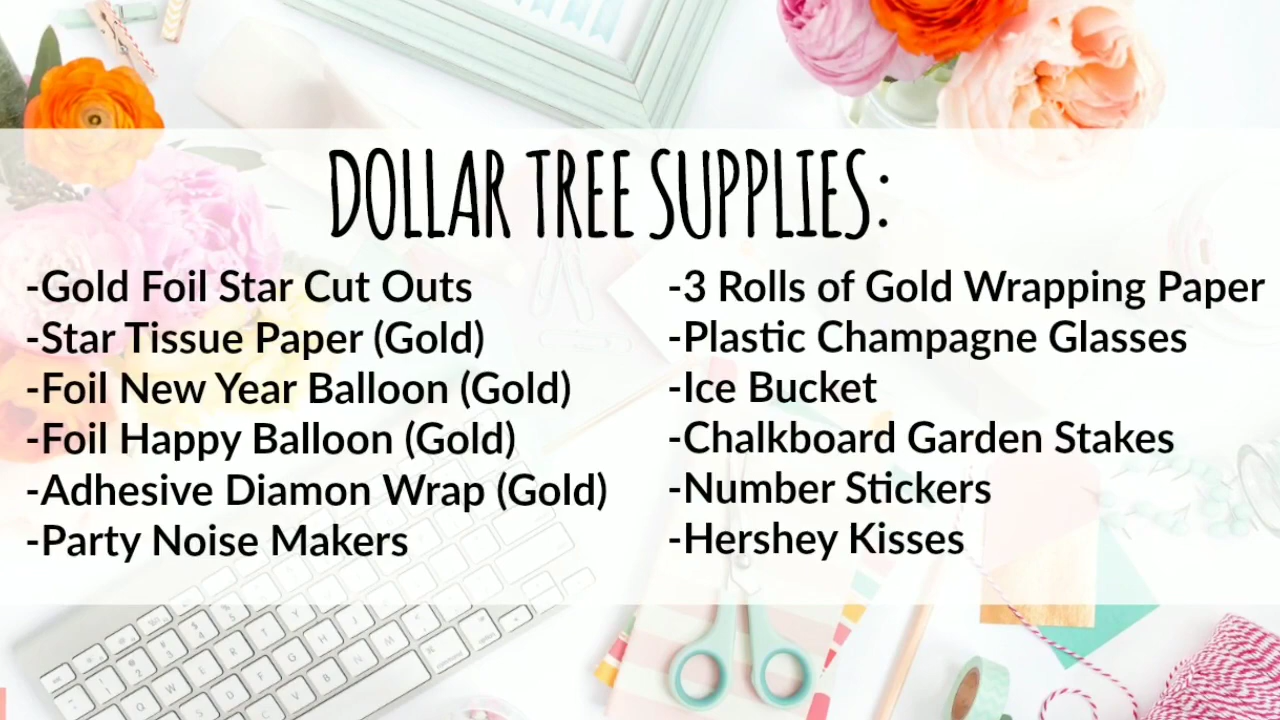 DOLLAR TREE SUPPLIES:
-Gold Foil Star Cut Outs
-Star Tissue Paper (Gold)
-Foil New Year Balloon (Gold)
-Foil Happy Balloon (Gold)
-Adhesive Diamon Wrap (Gold)
-Party Noise Makers
-3 Rolls of Gold Wrapping Paper
-Plastic Champagne Glasses
-Ice Bucket
-Chalkboard Garden Stakes
-Number Stickers
-Hershey Kisses